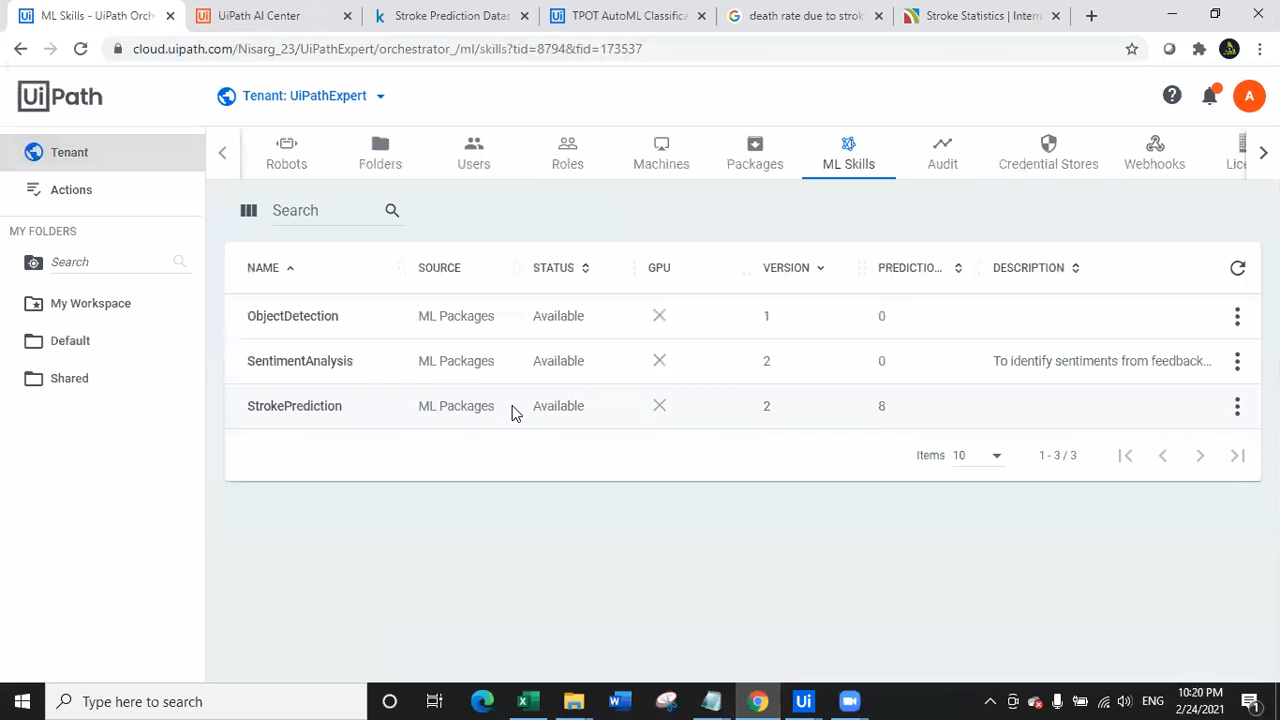 ML Skills - UiPath Orch
UiPath AI Center
Stroke Prediction Datas
TPOT AutoML Classifica
death rate due to strok
Stroke Statistics | Intern
cloud.uipath.com/Nisarg_23/UiPathExpert/orchestrator_/ml/skills?tid=8794&fid=173537
UiPath
Tenant: UiPathExpert
A
Tenant
Actions
MY FOLDERS
Search
My Workspace
Default
Shared
Robots
Folders
Users
Roles
Machines
Packages
ML Skills
Audit
Credential Stores
Webhooks
Lice
Search
NAME SOURCE STATUS GPU VERSION PREDICTIO... DESCRIPTION
ObjectDetection ML Packages Available 1 0
SentimentAnalysis ML Packages Available 2 0 To identify sentiments from feedback...
StrokePrediction ML Packages Available 2 8
Items 10 1 - 3 / 3
Type here to search
ENG
10:20 PM
2/24/2021